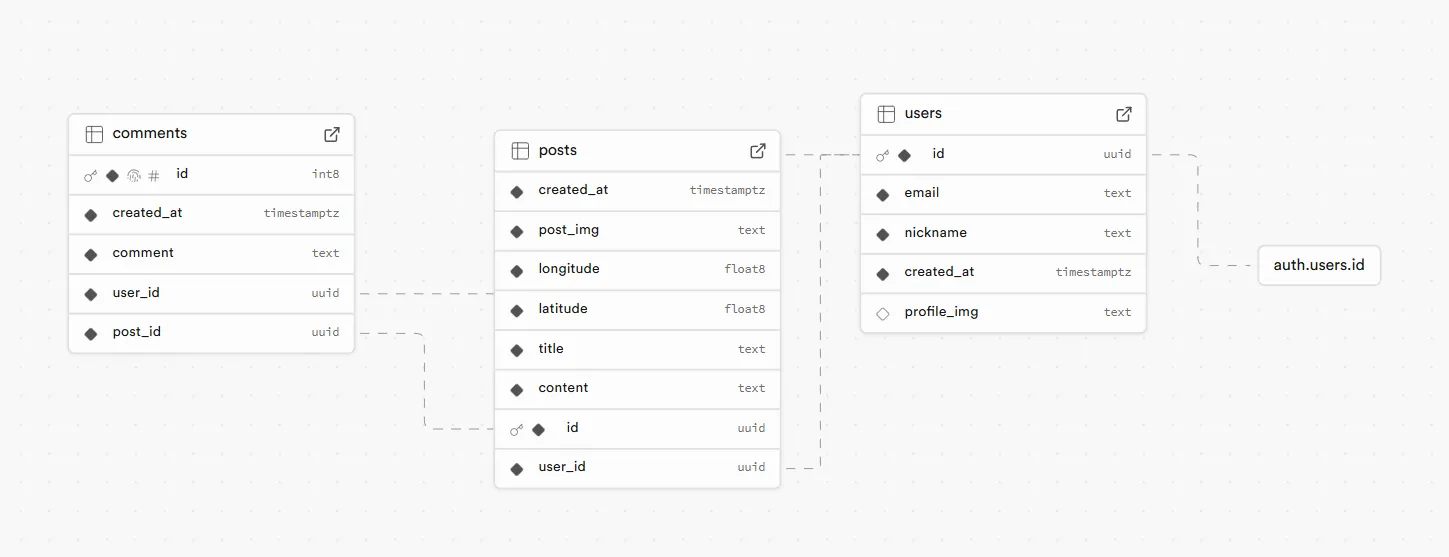 comments
# id int8
created_at timestamptz
comment text
user_id uuid
post_id uuid
posts
created_at timestamptz
post_img text
longitude float8
latitude float8
title text
content text
id uuid
user_id uuid
users
id uuid
email text
nickname text
created_at timestamptz
profile_img text
auth.users.id